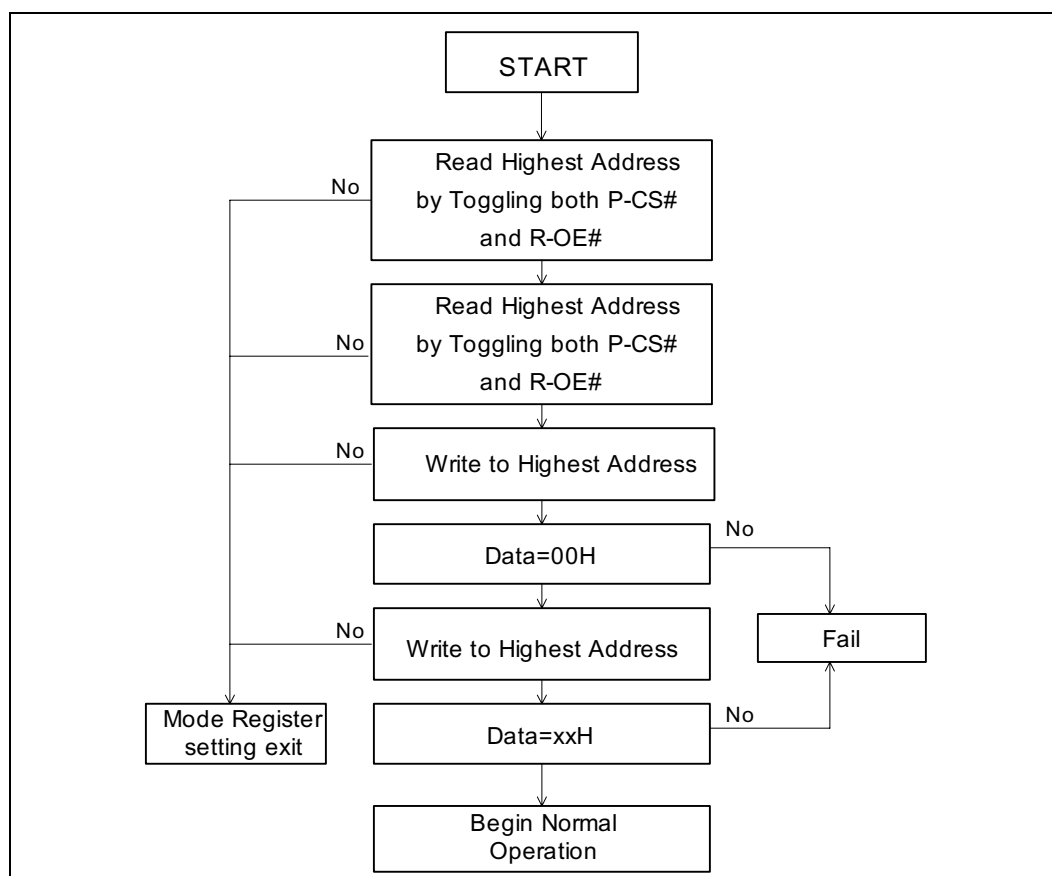 START
Read Highest Address
by Toggling both P-CS#
and R-OE#
No
Read Highest Address
by Toggling both P-CS#
and R-OE#
No
Write to Highest Address
No
Data=00H
No
Write to Highest Address
No
Fail
Data=xxH
No
Mode Register
setting exit
Begin Normal
Operation